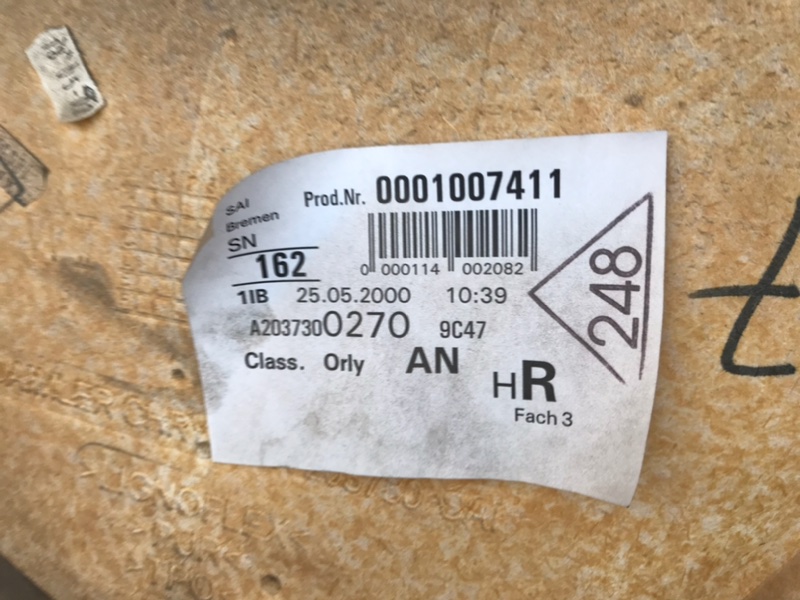 SAI
Bremen
SN
162
Prod.Nr. 0001007411
0 000114 002082
1IB 25.05.2000 10:39
A2037300270 9C47
Class. Orly AN
HR
Fach 3
248